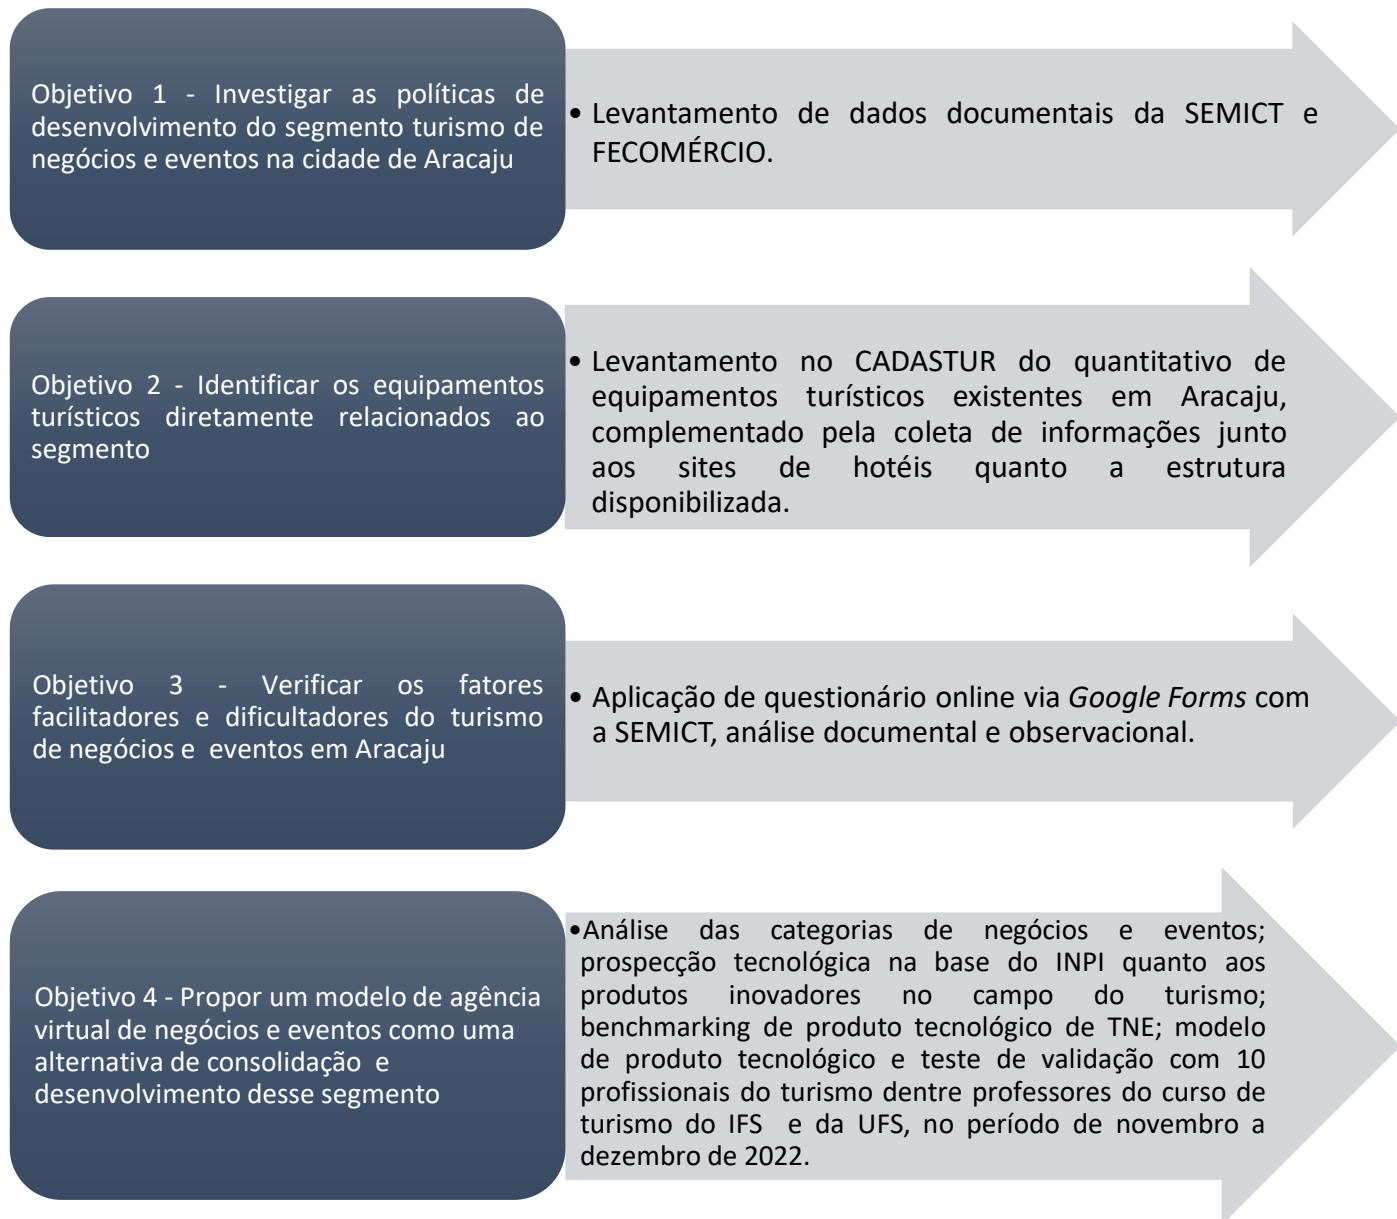 Objetivo 1 - Investigar as políticas de
desenvolvimento do segmento turismo de
negócios e eventos na cidade de Aracaju
• Levantamento de dados documentais da SEMICT e
FECOMÉRCIO.
Objetivo 2 - Identificar os equipamentos
turísticos diretamente relacionados ao
segmento
• Levantamento no CADASTUR do quantitativo de
equipamentos turísticos existentes em Aracaju,
complementado pela coleta de informações junto
aos sites de hotéis quanto a estrutura
disponibilizada.
Objetivo 3 - Verificar os fatores
facilitadores e dificultadores do turismo
de negócios e eventos em Aracaju
• Aplicação de questionário online via Google Forms com
a SEMICT, análise documental e observacional.
Objetivo 4 - Propor um modelo de agência
virtual de negócios e eventos como uma
alternativa de consolidação e
desenvolvimento desse segmento
•Análise das categorias de negócios e eventos;
prospecção tecnológica na base do INPI quanto aos
produtos inovadores no campo do turismo;
benchmarking de produto tecnológico de TNE; modelo
de produto tecnológico e teste de validação com 10
profissionais do turismo dentre professores do curso de
turismo do IFS e da UFS, no período de novembro a
dezembro de 2022.